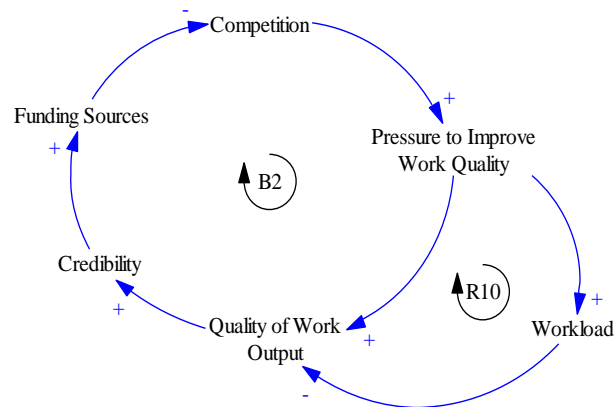 -
Competition
Funding Sources
+
+
Pressure to Improve
Work Quality
B2
Credibility
+
R10
Quality of Work
Output
+
+
Workload
-